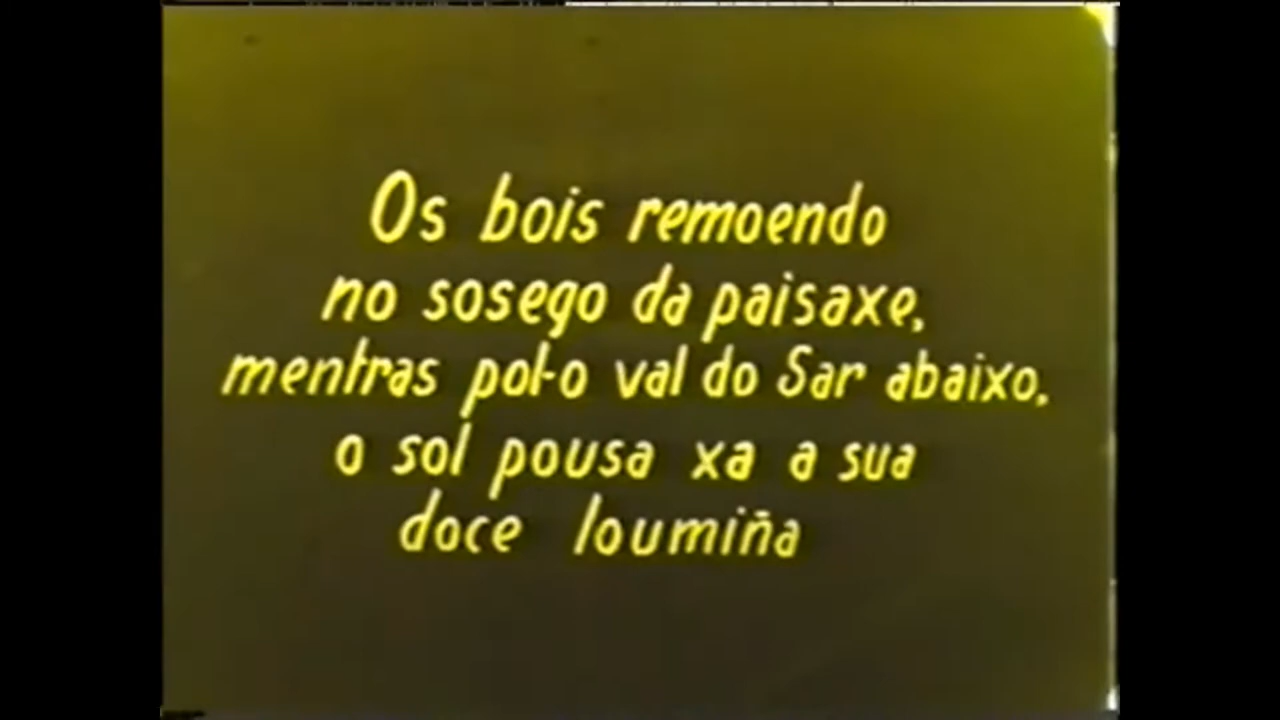 Os bois remoendo
no sosego da paisaxe,
mentras pol-o val do Sar abaixo,
o sol pousa xa a sua
doce loumiña